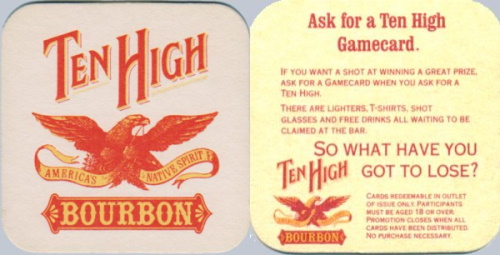 TEN HIGH
AMERICA'S NATIVE SPIRIT
BOURBON
Ask for a Ten High
Gamecard.
IF YOU WANT A SHOT AT WINNING A GREAT PRIZE,
ASK FOR A GAMECARD WHEN YOU ASK FOR A
TEN HIGH.
THERE ARE LIGHTERS, T-SHIRTS, SHOT
GLASSES AND FREE DRINKS ALL WAITING TO BE
CLAIMED AT THE BAR.
SO WHAT HAVE YOU
GOT TO LOSE?
TEN HIGH
BOURBON
CARDS REDEEMABLE IN OUTLET
OF ISSUE ONLY. PARTICIPANTS
MUST BE AGED 18 OR OVER.
PROMOTION CLOSES WHEN ALL
CARDS HAVE BEEN DISTRIBUTED.
NO PURCHASE NECESSARY.